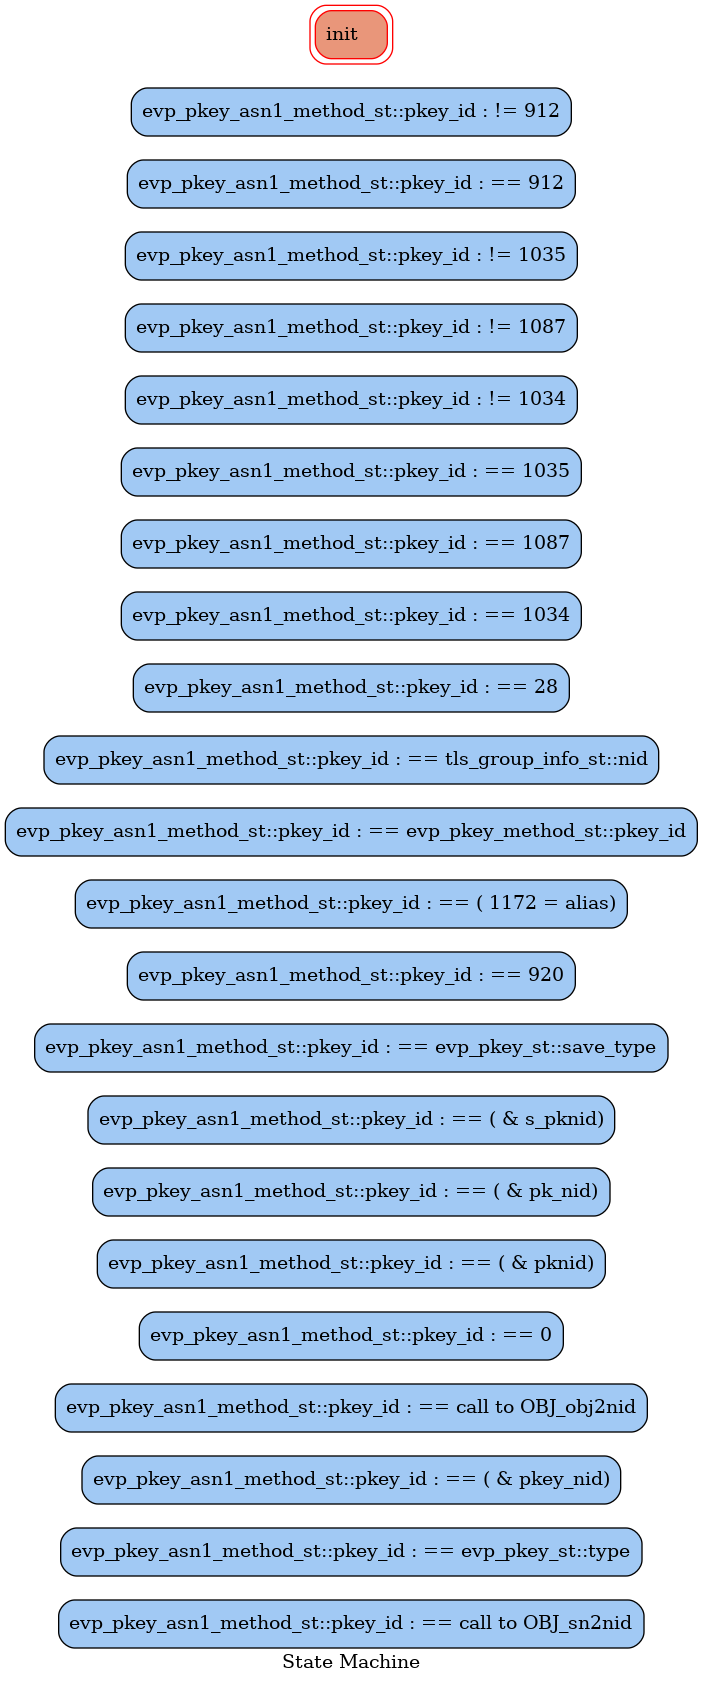 init
evp_pkey_asn1_method_st::pkey_id : != 912
evp_pkey_asn1_method_st::pkey_id : == 912
evp_pkey_asn1_method_st::pkey_id : != 1035
evp_pkey_asn1_method_st::pkey_id : != 1087
evp_pkey_asn1_method_st::pkey_id : != 1034
evp_pkey_asn1_method_st::pkey_id : == 1035
evp_pkey_asn1_method_st::pkey_id : == 1087
evp_pkey_asn1_method_st::pkey_id : == 1034
evp_pkey_asn1_method_st::pkey_id : == 28
evp_pkey_asn1_method_st::pkey_id : == tls_group_info_st::nid
evp_pkey_asn1_method_st::pkey_id : == evp_pkey_method_st::pkey_id
evp_pkey_asn1_method_st::pkey_id : == ( 1172 = alias)
evp_pkey_asn1_method_st::pkey_id : == 920
evp_pkey_asn1_method_st::pkey_id : == evp_pkey_st::save_type
evp_pkey_asn1_method_st::pkey_id : == ( & s_pknid)
evp_pkey_asn1_method_st::pkey_id : == ( & pk_nid)
evp_pkey_asn1_method_st::pkey_id : == ( & pknid)
evp_pkey_asn1_method_st::pkey_id : == 0
evp_pkey_asn1_method_st::pkey_id : == call to OBJ_obj2nid
evp_pkey_asn1_method_st::pkey_id : == ( & pkey_nid)
evp_pkey_asn1_method_st::pkey_id : == evp_pkey_st::type
evp_pkey_asn1_method_st::pkey_id : == call to OBJ_sn2nid
State Machine